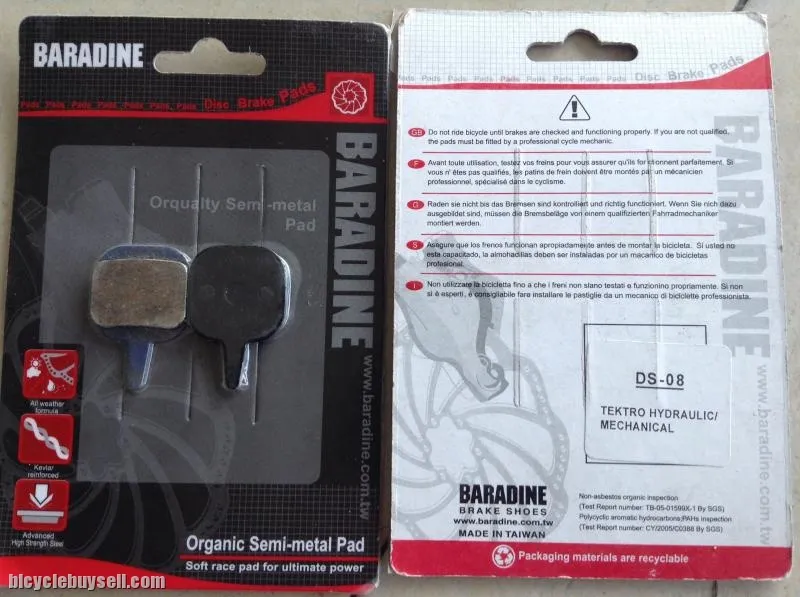 BARADINE
Pads Pads Pads Pads Pads Pads Pads Disc Brake Pads
BARADINE
www.baradine.com.tw
Orqualty Semi-metal
Pad
All weather
formula
Kevlar
reinforced
Advanced
High Strength Steel
Organic Semi-metal Pad
Soft race pad for ultimate power
bicyclebuysell.com
Pads Pads Pads Pads Pads Pads Disc Brake Pads
BARADINE
www.baradine.com.tw
GB Do not ride bicycle until brakes are checked and functioning properly. If you are not qualified,
the pads must be fitted by a professional cycle mechanic.
F Avant toute utilisation, testez vos freins pour vous assurer qu'ils fonctionnent parfaitement. Si
vous n' êtes pas qualifiés, les patins de frein doivent être montés par un mécanicien
professionnel, spécialisé dans le cyclisme.
G Raden sie nicht bis das Bremsen sind kontroliert und richtig functioniert. Wenn Sie nich dazu
ausgebildet sind, müssen die Bremsbeläge von einem qualifizierten Fahrradmechaniker
montiert werden.
S Asegure que los frenos funcionan apropiadamente antes de montar la bicicleta. Si usted no
esta capacitado, la almohadillas deben ser instaladas por un macanico de bicicletas
profesional.
I Non utilizzare la bicicletta fino a che i freni non slano testati e funzionino propriamente. Si non
si è esperti, è consigliabile fare installare le pastiglie da un mecanico di biciclette professionista.
DS-08
TEKTRO HYDRAULIC/
MECHANICAL
BARADINE
BRAKE SHOES
www.baradine.com.tw
MADE IN TAIWAN
Non-asbestos organic inspection
(Test Report number: TB-05-01599X-1 By SGS)
Polycyclic aromatic hydrocarbons;PAHs inspection
(Test Report number: CY/2005/C0388 By SGS)
Packaging materials are recyclable